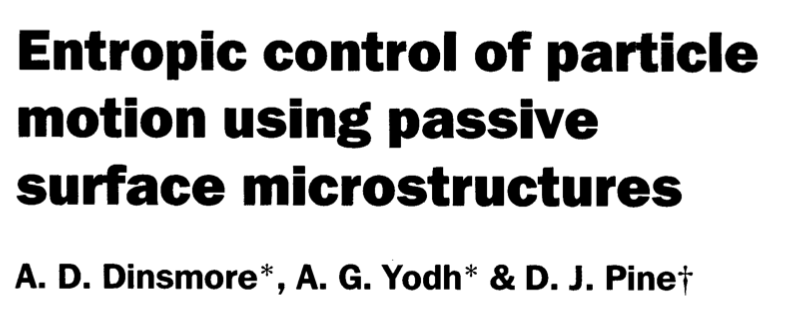 Entropic control of particle
motion using passive
surface microstructures
A. D. Dinsmore*, A. G. Yodh* & D. J. Pine†